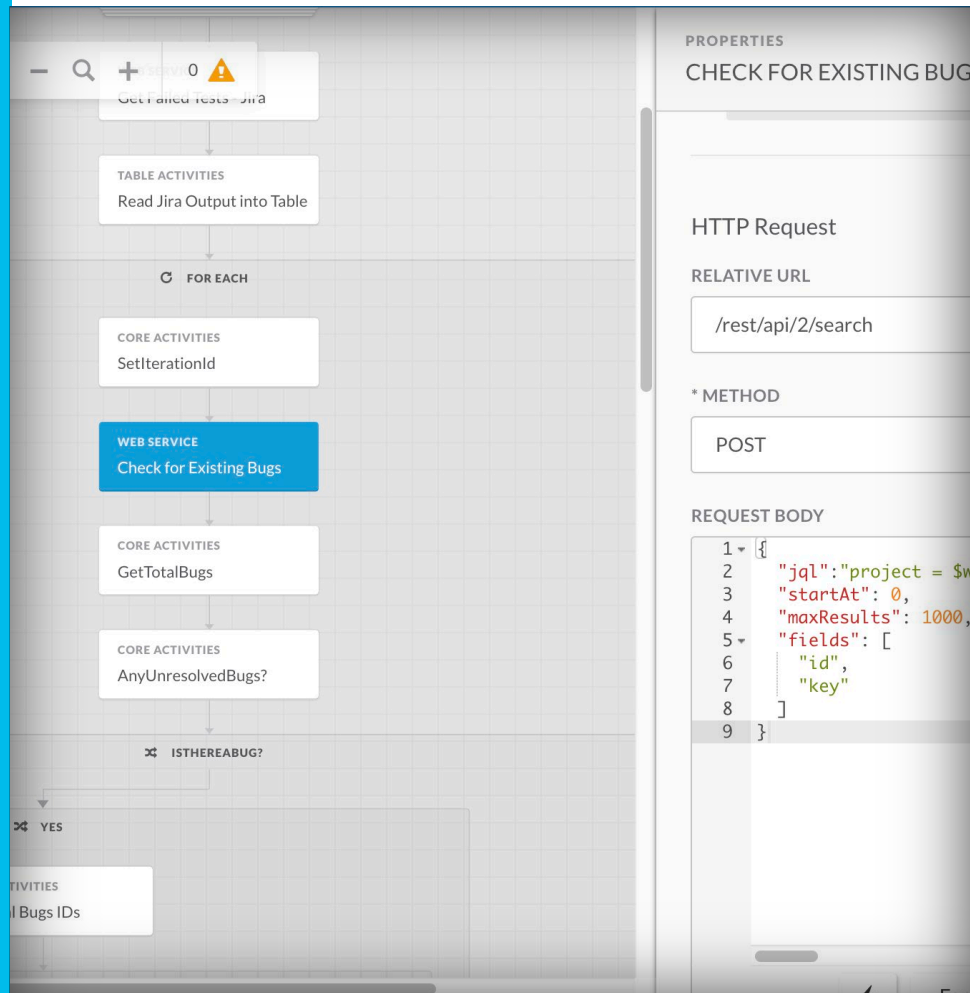 0
Get Failed Tests - Jira
TABLE ACTIVITIES
Read Jira Output into Table
FOR EACH
CORE ACTIVITIES
SetIterationId
WEB SERVICE
Check for Existing Bugs
CORE ACTIVITIES
GetTotalBugs
CORE ACTIVITIES
AnyUnresolvedBugs?
ISTHEREABUG?
YES
TIVITIES
l Bugs IDs
PROPERTIES
CHECK FOR EXISTING BUG
HTTP Request
RELATIVE URL
/rest/api/2/search
* METHOD
POST
REQUEST BODY
1 {
2 "jql":"project = $w
3 "startAt": 0,
4 "maxResults": 1000,
5 "fields": [
6 "id",
7 "key"
8 ]
9 }